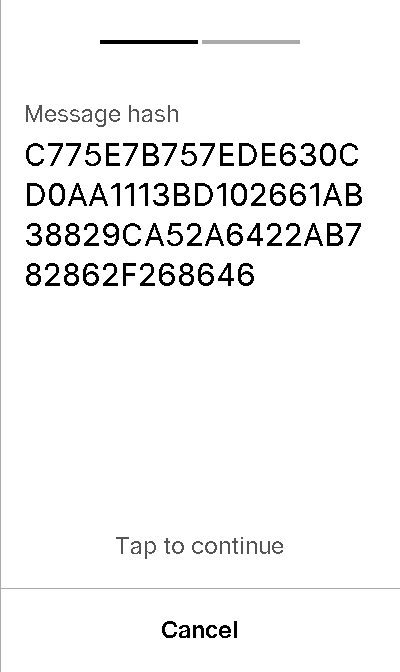 Message hash
C775E7B757EDE630C
D0AA1113BD102661AB
38829CA52A6422AB7
82862F268646
Tap to continue
Cancel